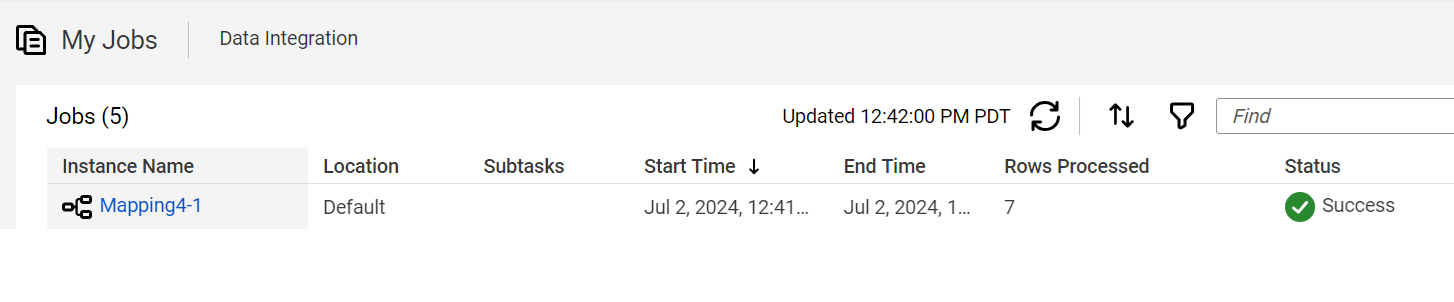 My Jobs Data Integration
Jobs (5) Updated 12:42:00 PM PDT Find
Instance Name Location Subtasks Start Time End Time Rows Processed Status
Mapping4-1 Default Jul 2, 2024, 12:41... Jul 2, 2024, 1... 7 Success